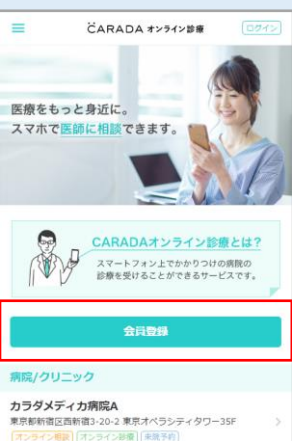 CARADA オンライン診療
ログイン
医療をもっと身近に。
スマホで医師に相談できます。
CARADAオンライン診療とは?
スマートフォン上でかかりつけの病院の
診療を受けることができるサービスです。
会員登録
病院/クリニック
カラダメディカ病院A
東京都新宿区西新宿3-20-2 東京オペラシティタワー35F
オンライン相談 オンライン診療 来院予約